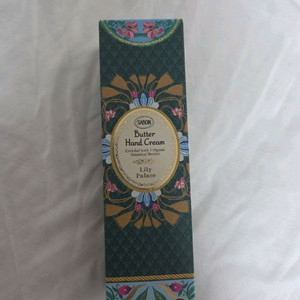 SABON
Butter
Hand Cream
Lily
Palace